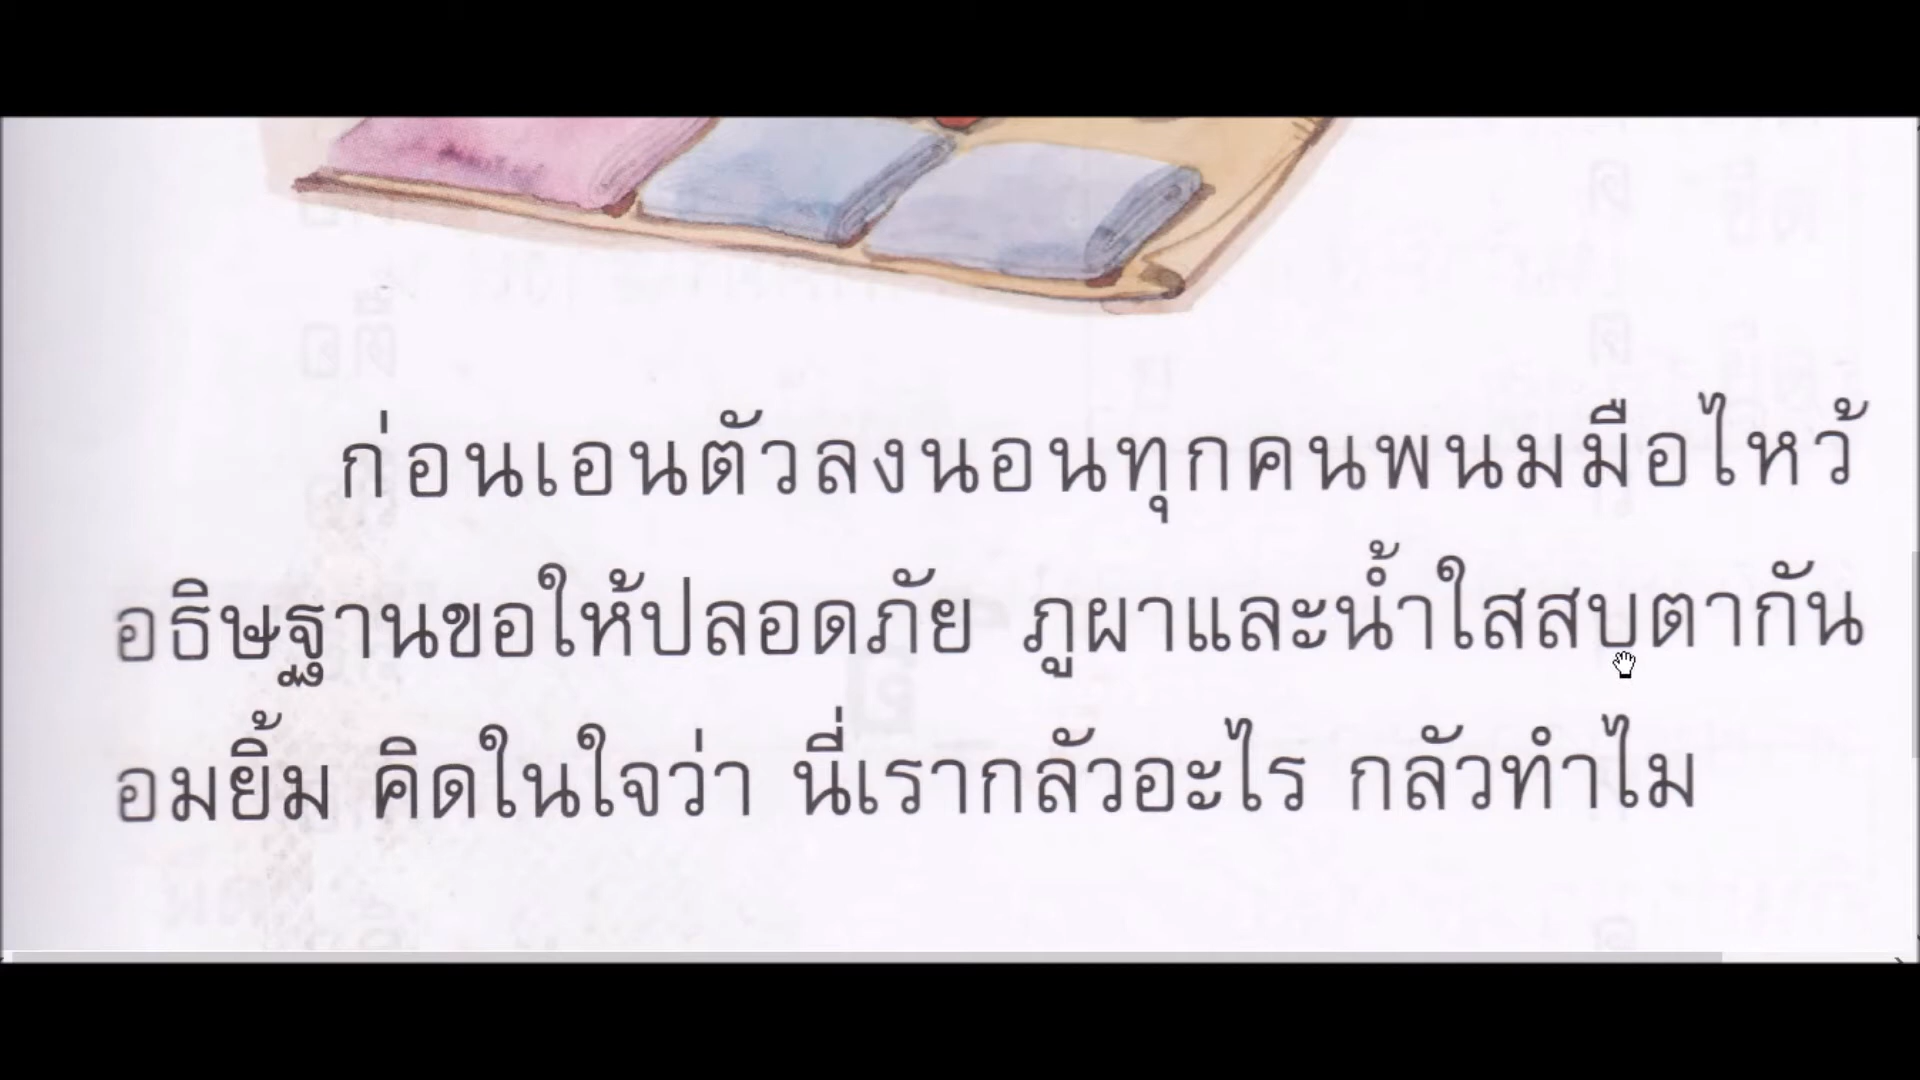 ก่อนเอนตัวลงนอนทุกคนพนมมือไหว้
อธิษฐานขอให้ปลอดภัย ภูผาและน้ำใสสบตากัน
อมยิ้ม คิดในใจว่า นี่เรากลัวอะไร กลัวทำไม